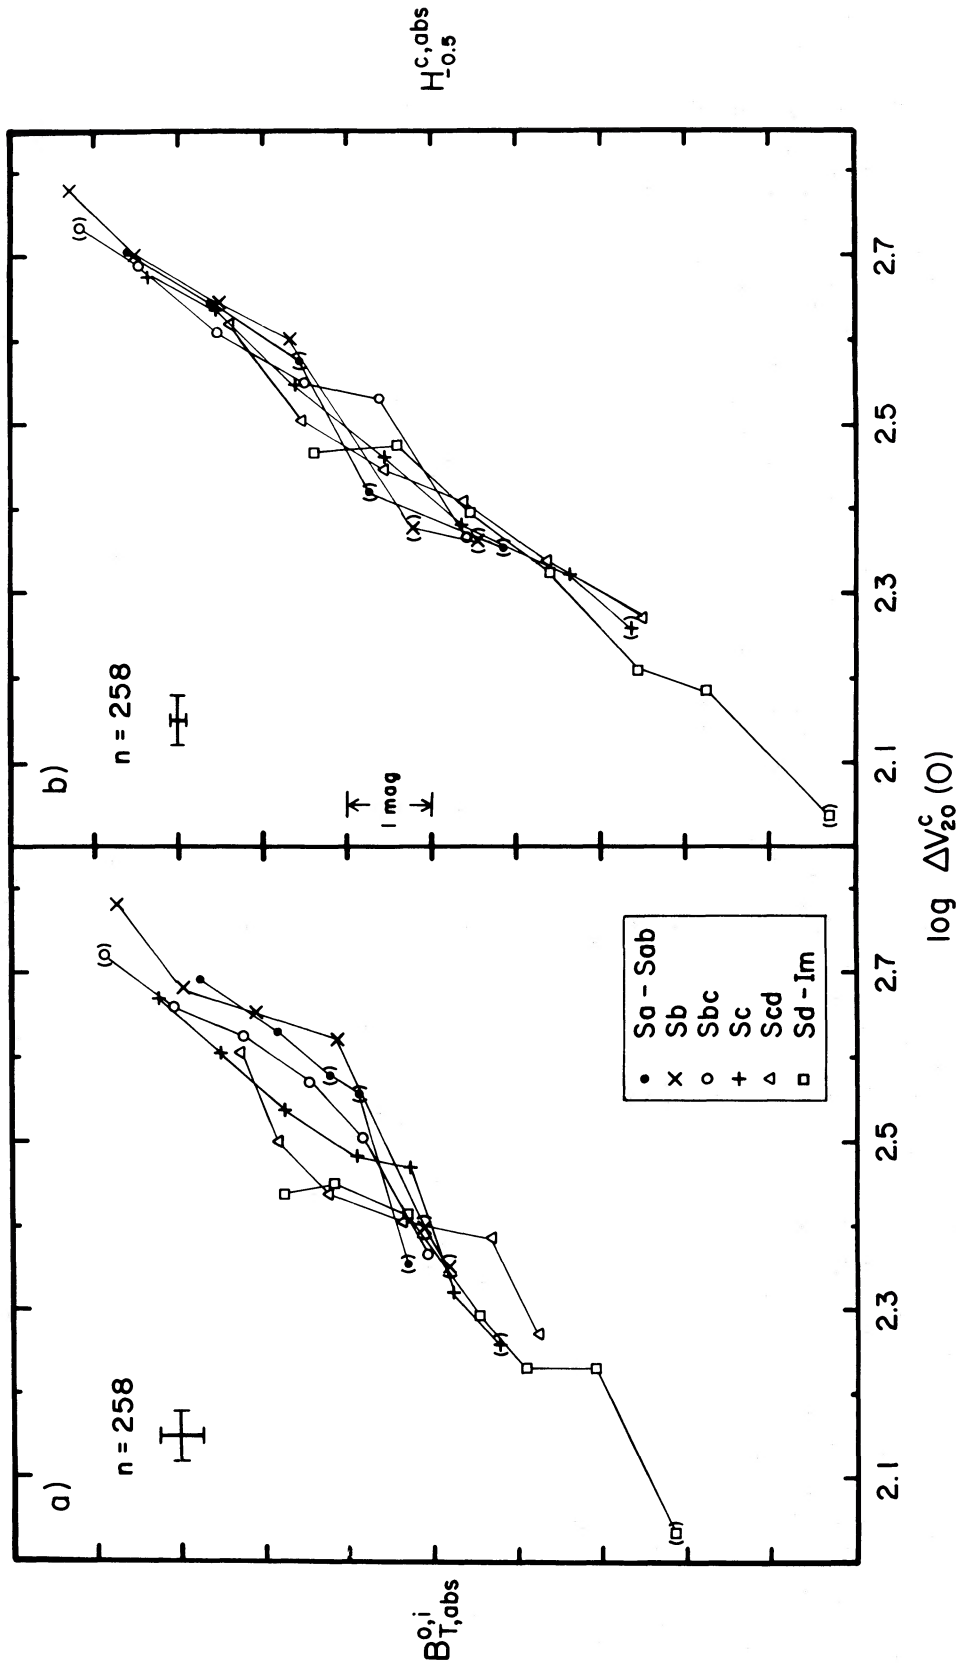 a)
n = 258
b)
n = 258
1 mag
B^{o,i}_{T,abs}
H^{c,abs}_{-0.5}
Sa - Sab
Sb
Sbc
Sc
Scd
Sd - Im
2.1 2.3 2.5 2.7 2.1 2.3 2.5 2.7
log ΔV^{c}_{20} (0)